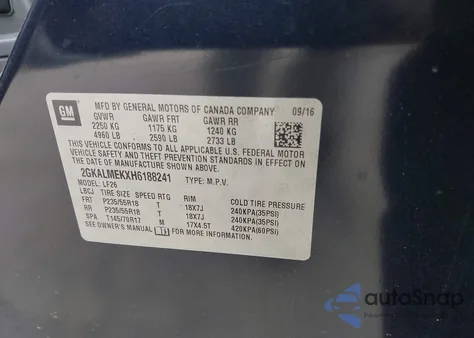 GM
MFD BY GENERAL MOTORS OF CANADA COMPANY 09/16
GVWR GAWR FRT GAWR RR
2250 KG 1175 KG 1240 KG
4960 LB 2590 LB 2733 LB
THIS VEHICLE CONFORMS TO ALL APPLICABLE U.S. FEDERAL MOTOR
VEHICLE SAFETY AND THEFT PREVENTION STANDARDS IN EFFECT ON
THE DATE OF MANUFACTURE SHOWN ABOVE.
2GKALMEKXH6188241 TYPE: M.P.V.
MODEL: LF26
LBCJ TIRE SIZE SPEED RTG RIM COLD TIRE PRESSURE
FRT P235/55R18 T 18X7J 240KPA(35PSI)
RR P235/55R18 T 18X7J 240KPA(35PSI)
SPA T145/70R17 M 17X4.5T 420KPA(60PSI)
SEE OWNER'S MANUAL FOR MORE INFORMATION
autoSnap